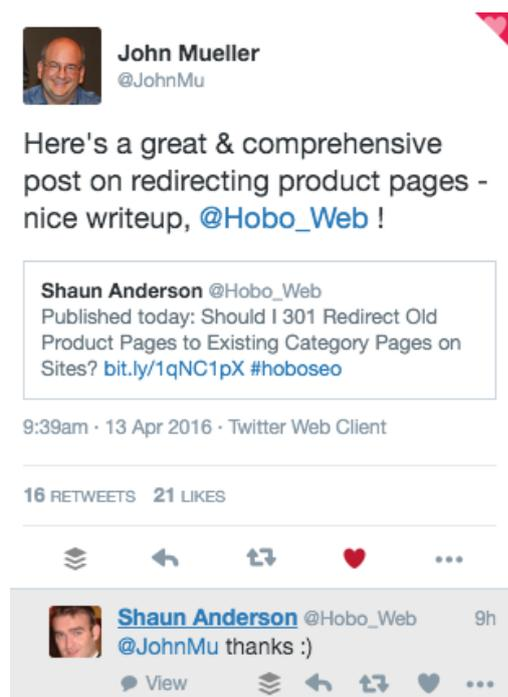 John Mueller
@JohnMu
Here's a great & comprehensive
post on redirecting product pages -
nice writeup, @Hobo_Web !
Shaun Anderson @Hobo_Web
Published today: Should I 301 Redirect Old
Product Pages to Existing Category Pages on
Sites? bit.ly/1qNC1pX #hoboseo
9:39am · 13 Apr 2016 · Twitter Web Client
16 RETWEETS 21 LIKES
Shaun Anderson @Hobo_Web 9h
@JohnMu thanks :)
View